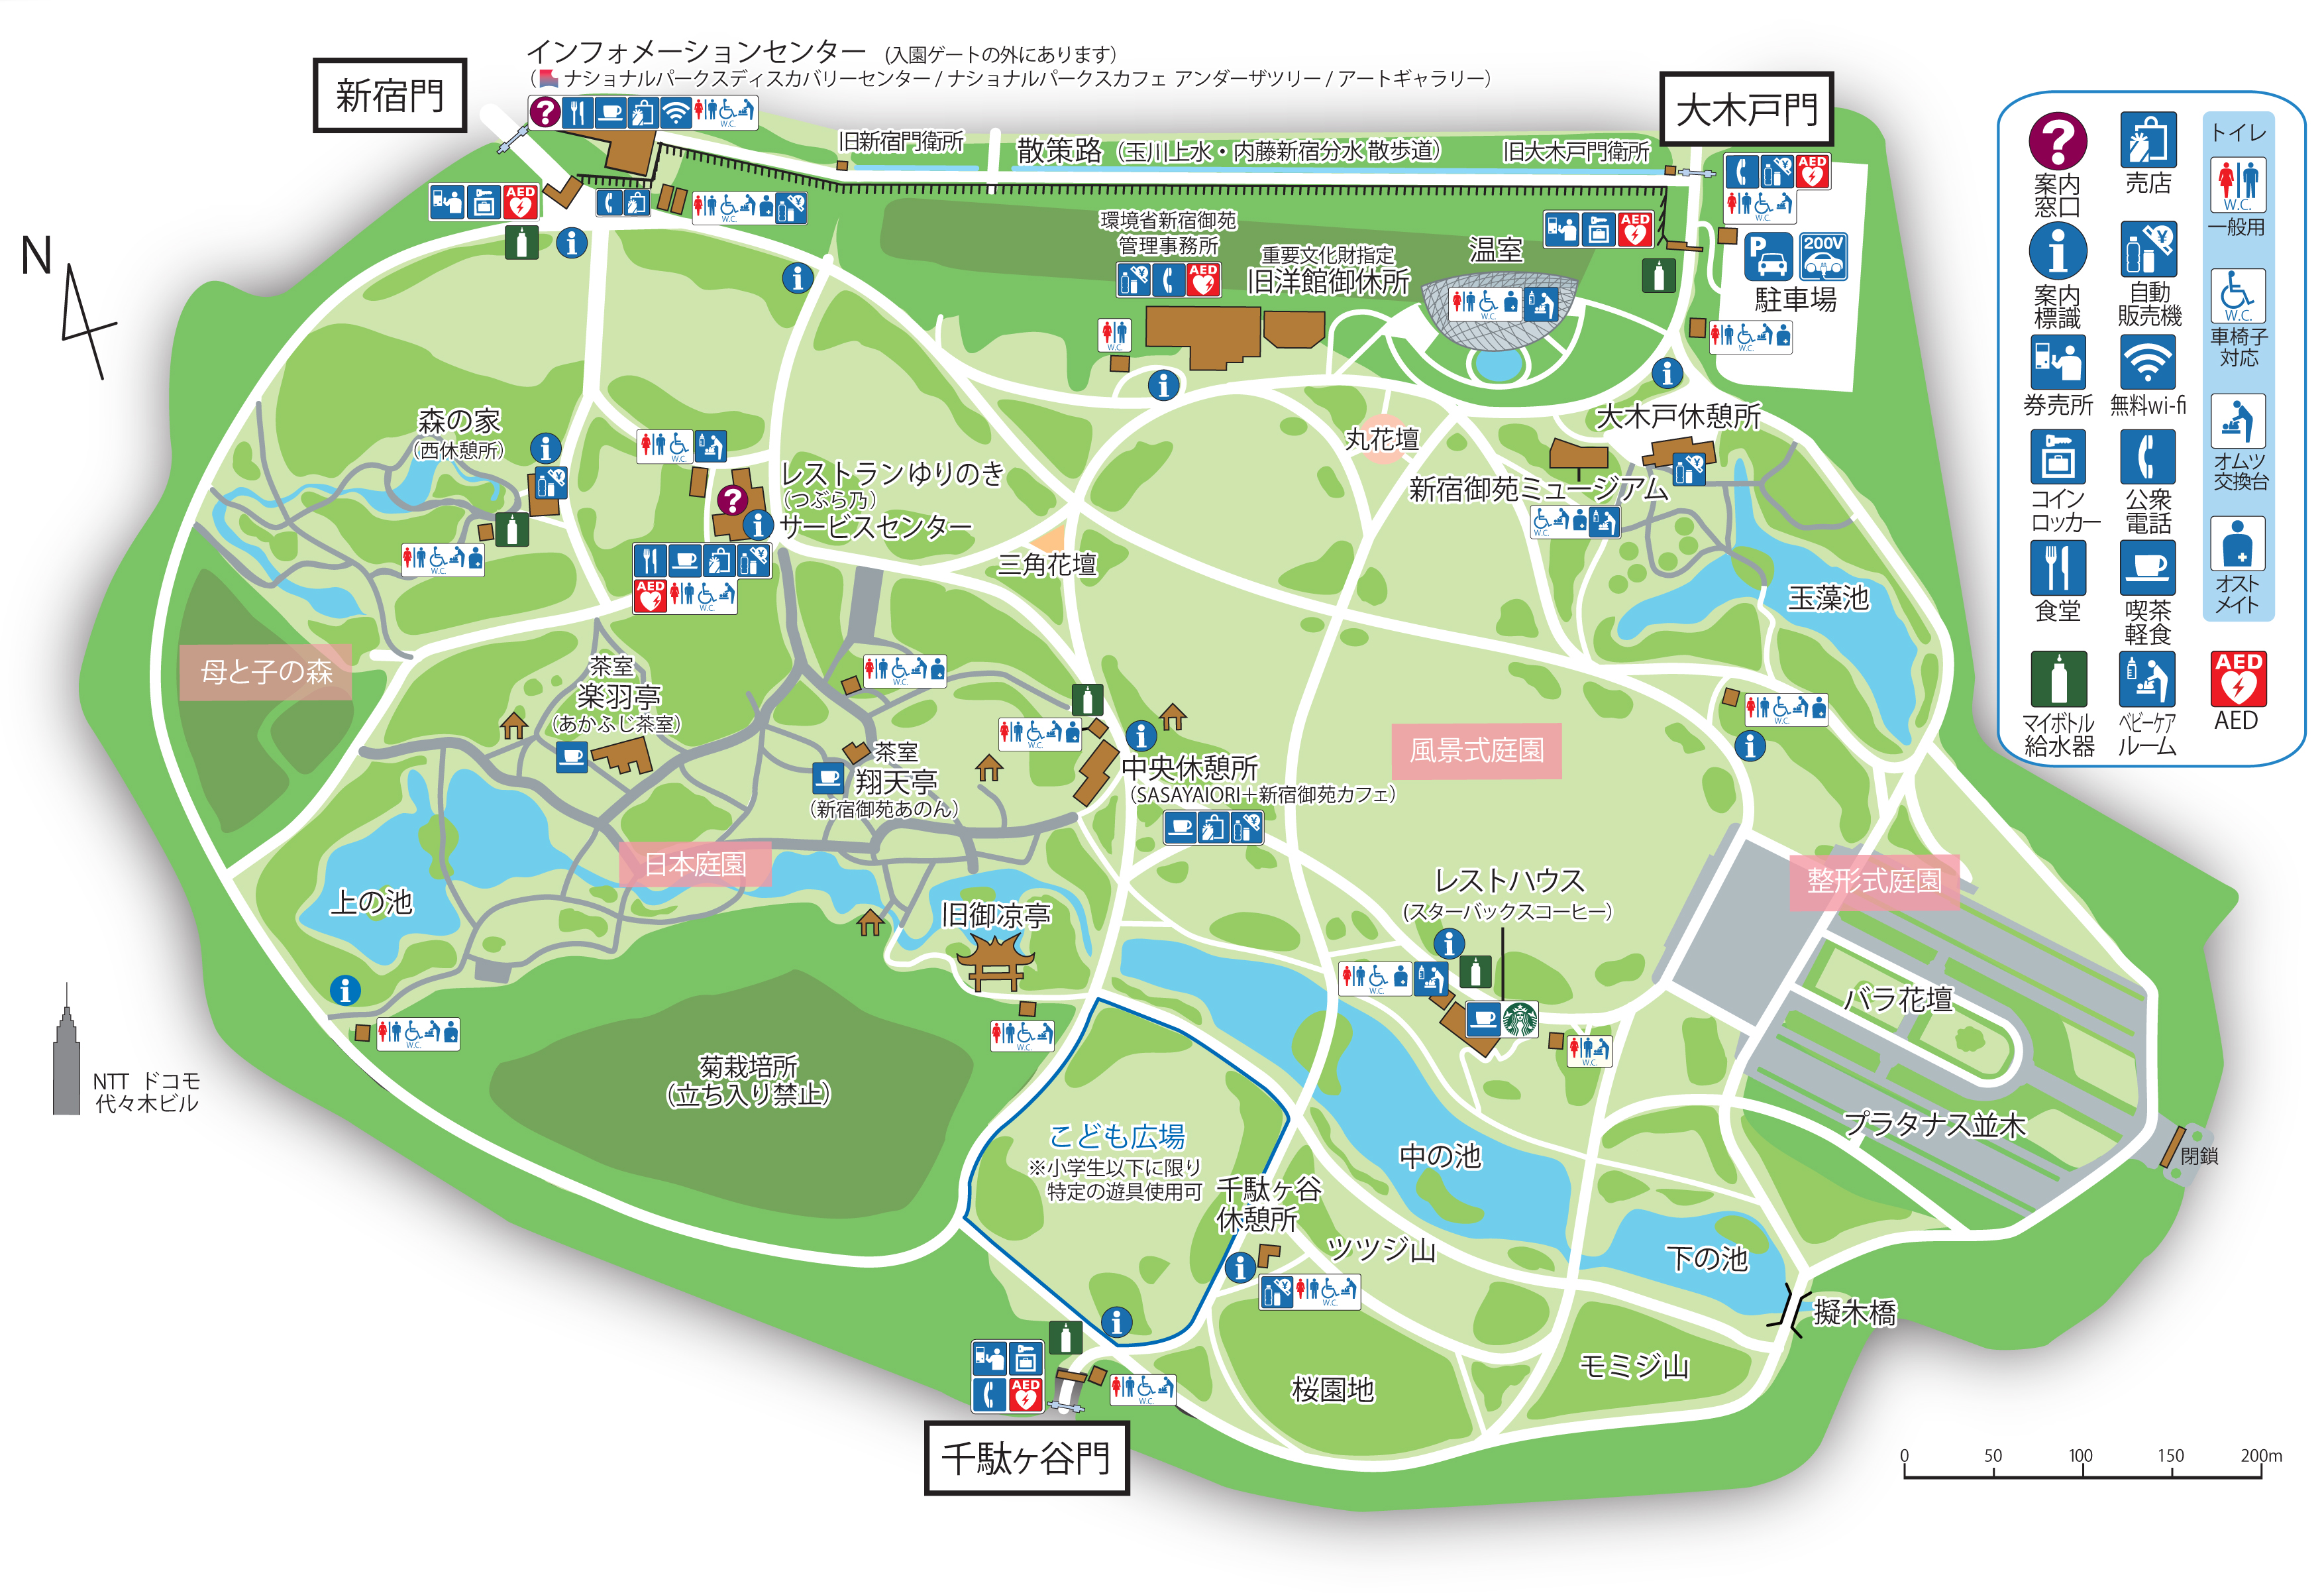 インフォメーションセンター (入園ゲートの外にあります)
( ナショナルパークスディスカバリーセンター / ナショナルパークスカフェ アンダーザツリー / アートギャラリー)
新宿門
大木戸門
?
W.C.
旧新宿門衛所
散策路 (玉川上水・内藤新宿分水 散歩道)
旧大木戸門衛所
AED
W.C.
AED
W.C.
環境省新宿御苑
管理事務所
AED
W.C.
重要文化財指定
旧洋館御休所
温室
W.C.
AED
P
200V
駐車場
W.C.
N
i
i
i
i
森の家
(西休憩所)
i
W.C.
W.C.
?
i
レストランゆりのき
(つぶら乃)
サービスセンター
AED
W.C.
丸花壇
三角花壇
大木戸休憩所
新宿御苑ミュージアム
W.C.
玉藻池
母と子の森
茶室
楽羽亭
(あかふじ茶室)
W.C.
茶室
翔天亭
(新宿御苑あのん)
W.C.
i
中央休憩所
(SASAYAIORI+新宿御苑カフェ)
風景式庭園
W.C.
i
日本庭園
上の池
旧御凉亭
W.C.
i
W.C.
レストハウス
(スターバックスコーヒー)
i
W.C.
W.C.
整形式庭園
バラ花壇
プラタナス並木
閉鎖
NTT ドコモ
代々木ビル
菊栽培所
(立ち入り禁止)
こども広場
※小学生以下に限り
特定の遊具使用可
千駄ヶ谷
休憩所
i
W.C.
ツツジ山
中の池
下の池
擬木橋
モミジ山
桜園地
i
AED
W.C.
千駄ヶ谷門
0 50 100 150 200m
?
案内
窓口
売店
トイレ
W.C.
一般用
i
案内
標識
自動
販売機
W.C.
車椅子
対応
券売所
無料wi-fi
オムツ
交換台
コイン
ロッカー
公衆
電話
オスト
メイト
食堂
喫茶
軽食
マイボトル
給水器
ベビーケア
ルーム
AED
AED